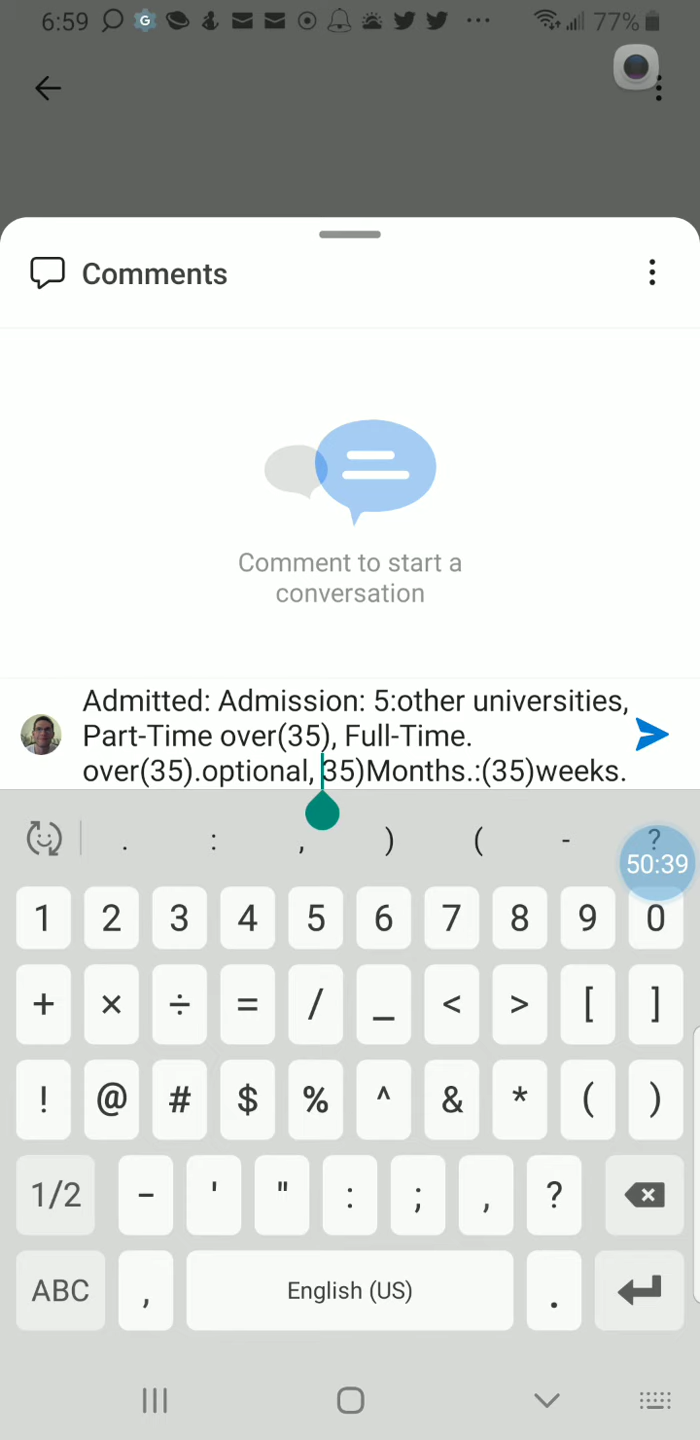 6:59 77%
Comments
Comment to start a
conversation
Admitted: Admission: 5:other universities,
Part-Time over(35), Full-Time.
over(35).optional, 35)Months.:(35)weeks.
. : , ) ( - ?
50:39
1 2 3 4 5 6 7 8 9 0
+ × ÷ = / _ < > [ ]
! @ # $ % ^ & * ( )
1/2 - ' " : ; , ?
ABC , English (US) .